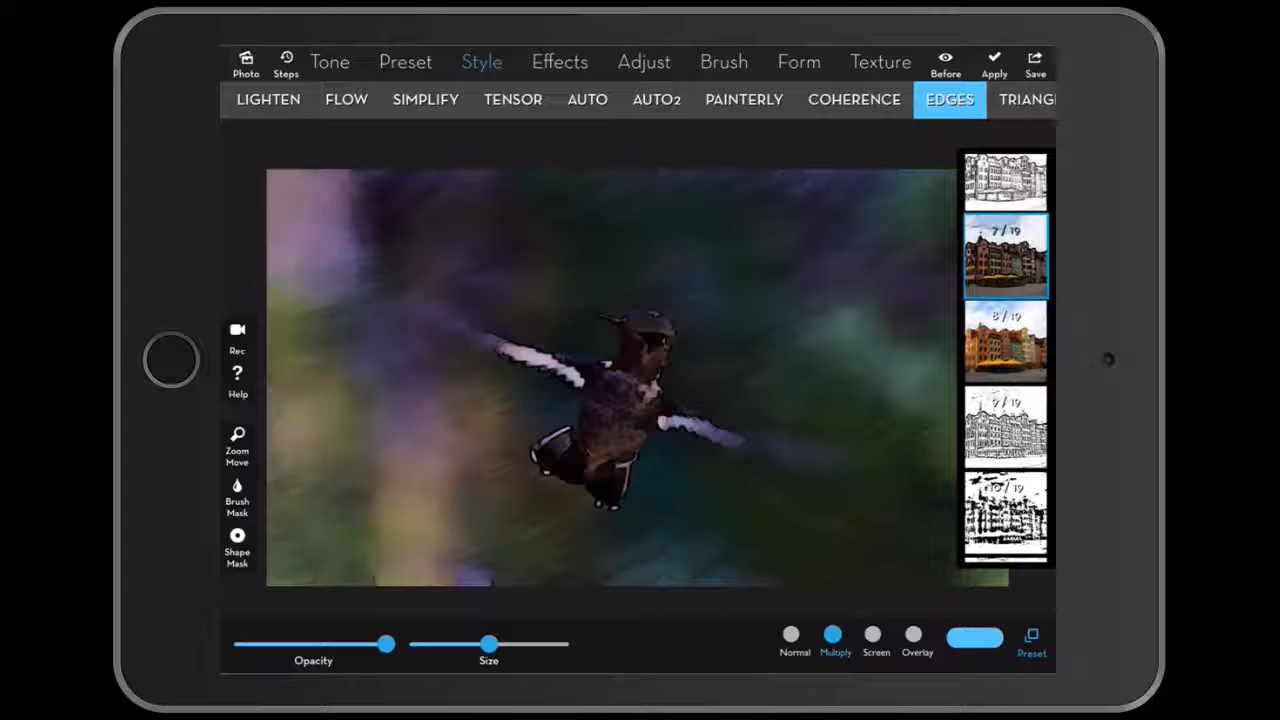 Photo
Steps
Tone
Preset
Style
Effects
Adjust
Brush
Form
Texture
Before
Apply
Save
LIGHTEN
FLOW
SIMPLIFY
TENSOR
AUTO
AUTO2
PAINTERLY
COHERENCE
EDGES
TRIANG
7 / 19
8 / 19
9 / 19
10 / 19
Rec
Help
Zoom
Move
Brush
Mask
Shape
Mask
Opacity
Size
Normal
Multiply
Screen
Overlay
Preset